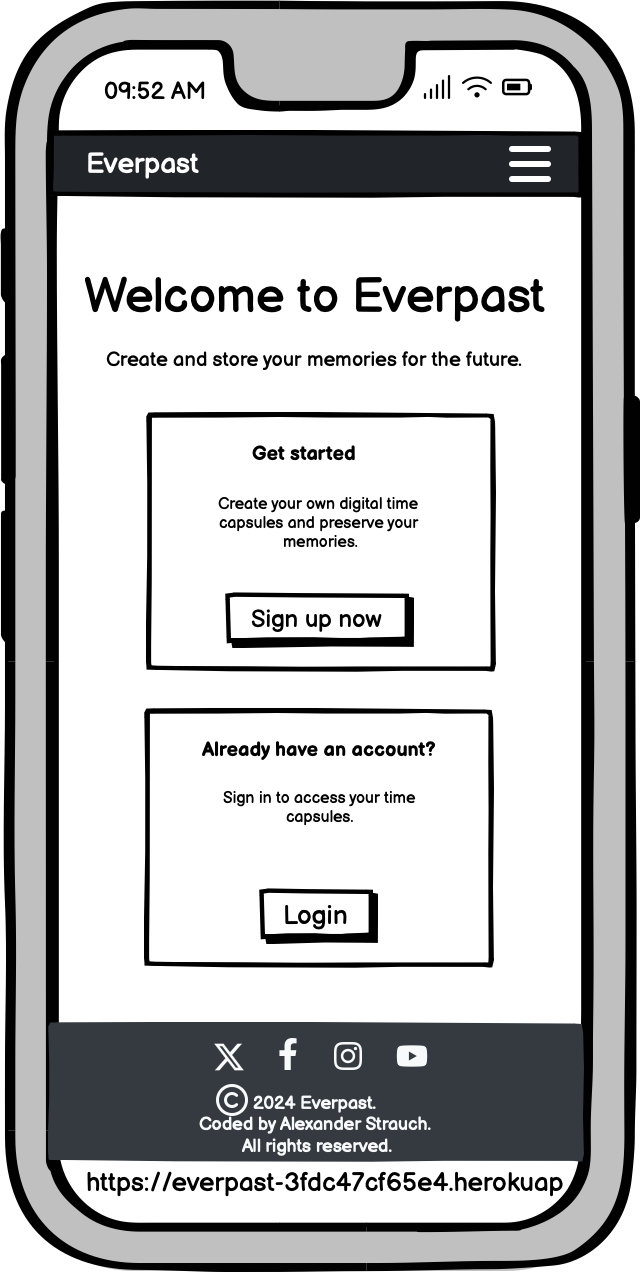 09:52 AM
Everpast
Welcome to Everpast
Create and store your memories for the future.
Get started
Create your own digital time
capsules and preserve your
memories.
Sign up now
Already have an account?
Sign in to access your time
capsules.
Login
© 2024 Everpast.
Coded by Alexander Strauch.
All rights reserved.
https://everpast-3fdc47cf65e4.herokuap